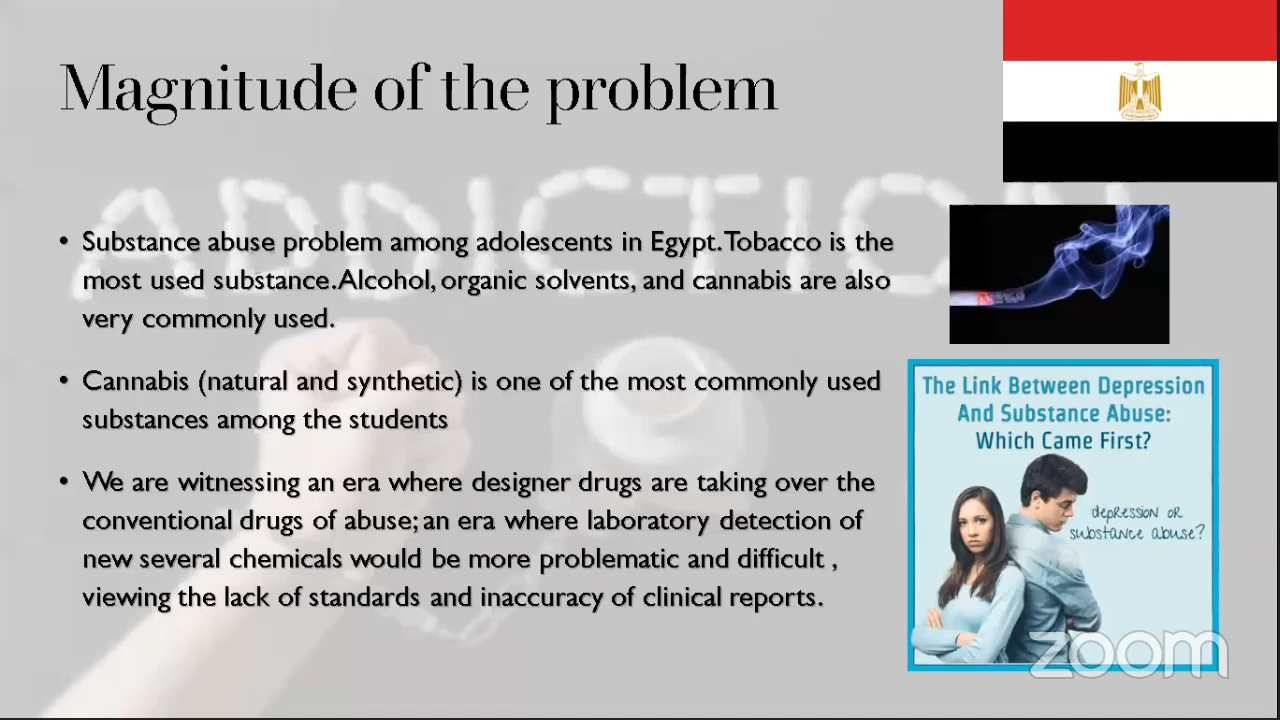 Magnitude of the problem
ADDICTION
• Substance abuse problem among adolescents in Egypt. Tobacco is the
most used substance. Alcohol, organic solvents, and cannabis are also
very commonly used.
• Cannabis (natural and synthetic) is one of the most commonly used
substances among the students
• We are witnessing an era where designer drugs are taking over the
conventional drugs of abuse; an era where laboratory detection of
new several chemicals would be more problematic and difficult ,
viewing the lack of standards and inaccuracy of clinical reports.
The Link Between Depression
And Substance Abuse:
Which Came First?
depression or
substance abuse?
zoom